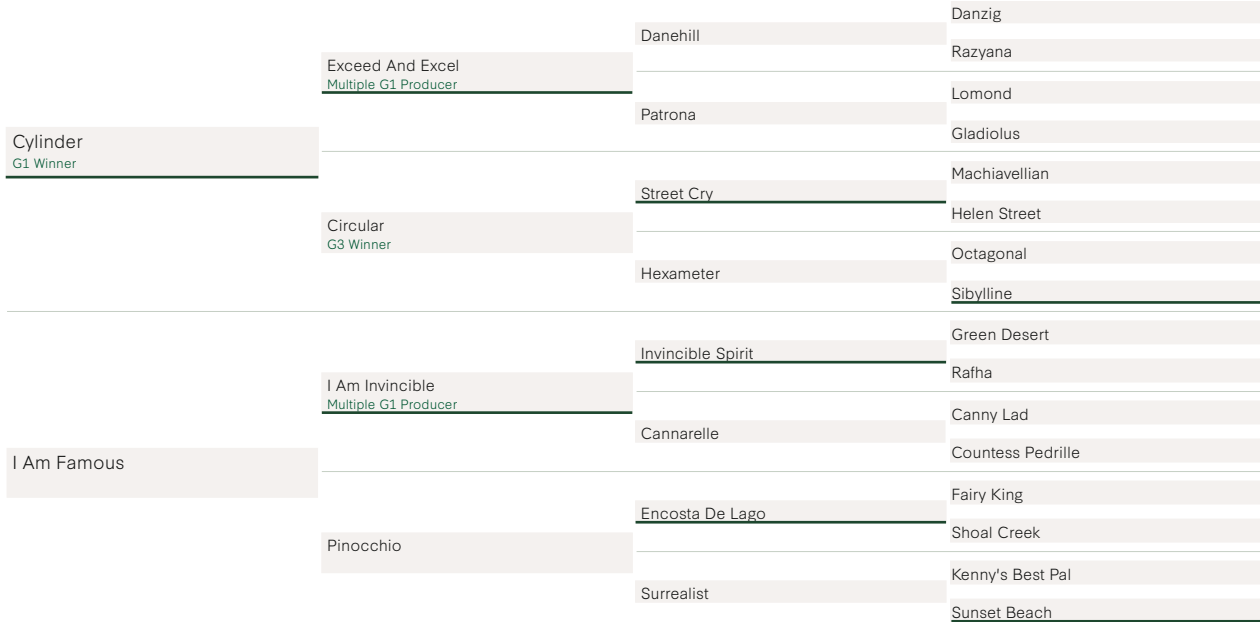 Cylinder
G1 Winner
I Am Famous
Exceed And Excel
Multiple G1 Producer
Circular
G3 Winner
I Am Invincible
Multiple G1 Producer
Pinocchio
Danehill
Patrona
Street Cry
Hexameter
Invincible Spirit
Cannarelle
Encosta De Lago
Surrealist
Danzig
Razyana
Lomond
Gladiolus
Machiavellian
Helen Street
Octagonal
Sibylline
Green Desert
Rafha
Canny Lad
Countess Pedrille
Fairy King
Shoal Creek
Kenny's Best Pal
Sunset Beach